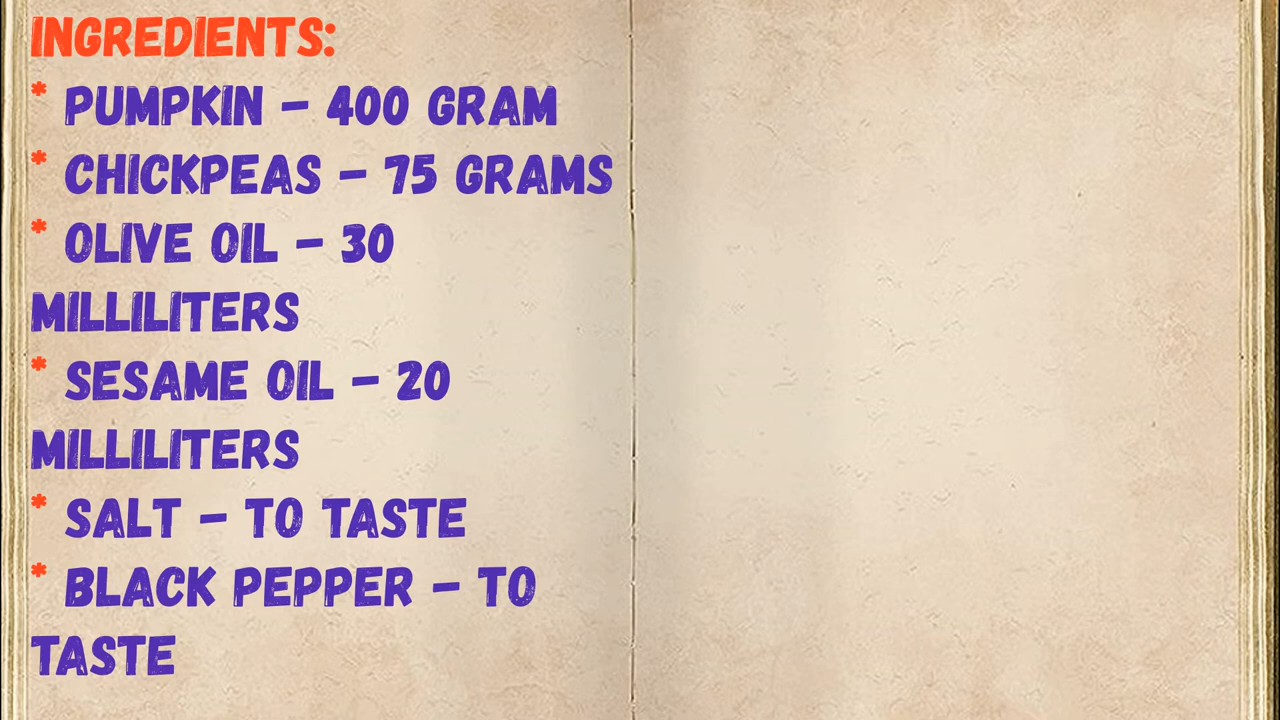 INGREDIENTS:
* PUMPKIN – 400 GRAM
* CHICKPEAS – 75 GRAMS
* OLIVE OIL – 30
MILLILITERS
* SESAME OIL – 20
MILLILITERS
* SALT – TO TASTE
* BLACK PEPPER – TO
TASTE